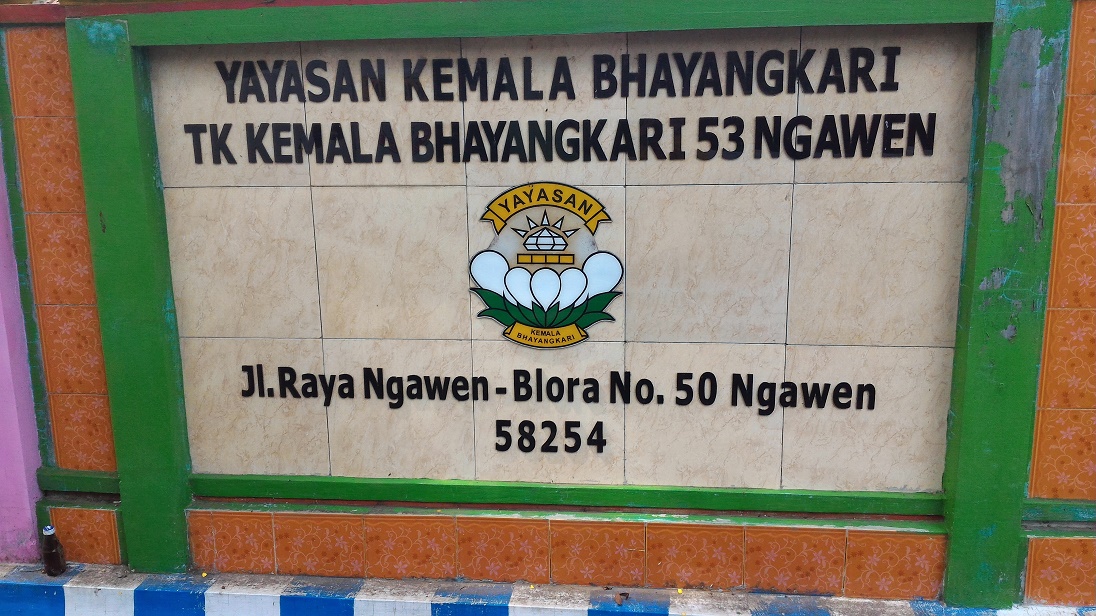 YAYASAN KEMALA BHAYANGKARI
TK KEMALA BHAYANGKARI 53 NGAWEN
YAYASAN
KEMALA
BHAYANGKARI
Jl.Raya Ngawen - Blora No. 50 Ngawen
58254